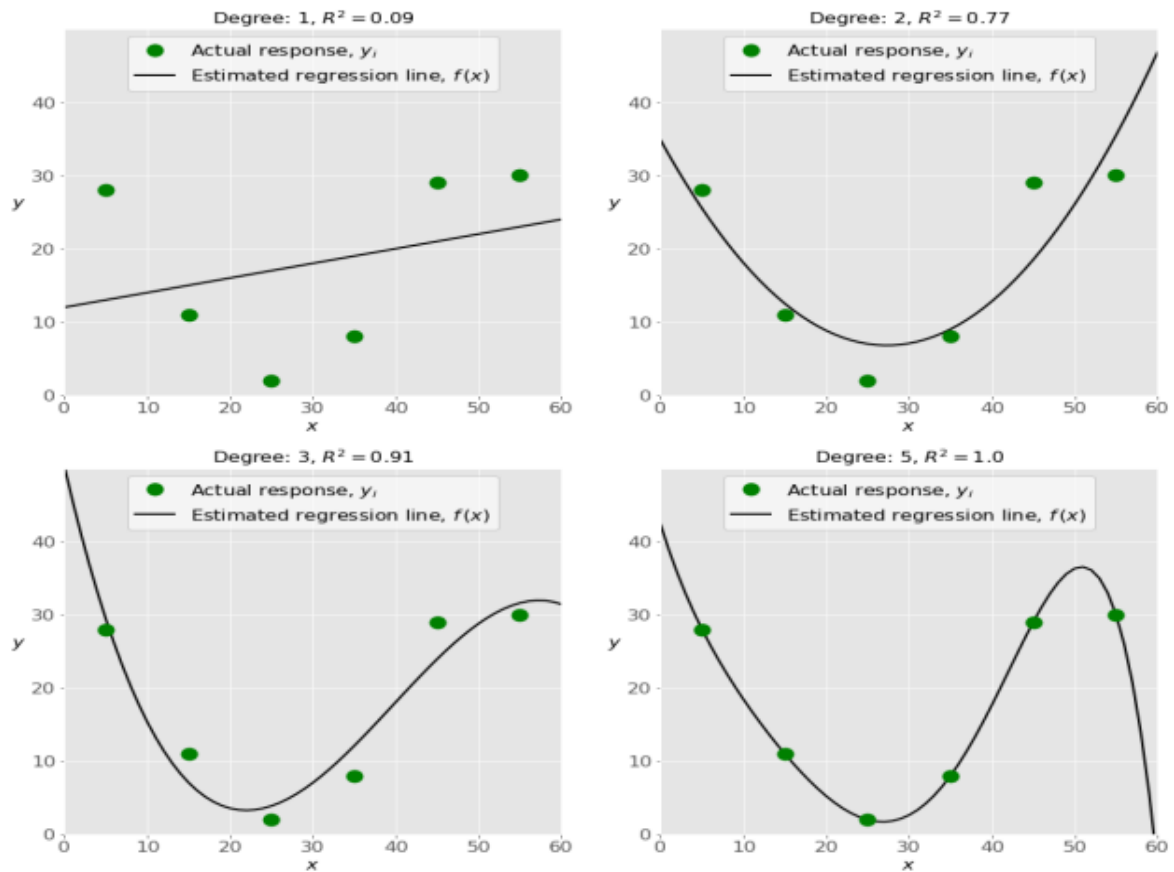 Degree: 1, R² = 0.09
Actual response, yᵢ
Estimated regression line, f(x)
40
30
y
20
10
0
0 10 20 30 40 50 60
x
Degree: 2, R² = 0.77
Actual response, yᵢ
Estimated regression line, f(x)
40
30
y
20
10
0
0 10 20 30 40 50 60
x
Degree: 3, R² = 0.91
Actual response, yᵢ
Estimated regression line, f(x)
40
30
y
20
10
0
0 10 20 30 40 50 60
x
Degree: 5, R² = 1.0
Actual response, yᵢ
Estimated regression line, f(x)
40
30
y
20
10
0
0 10 20 30 40 50 60
x